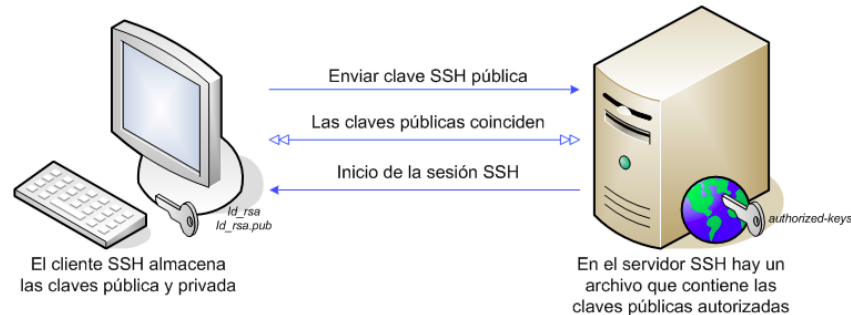 Enviar clave SSH pública
Las claves públicas coinciden
Inicio de la sesión SSH
Id_rsa
Id_rsa.pub
authorized-keys
El cliente SSH almacena
las claves pública y privada
En el servidor SSH hay un
archivo que contiene las
claves públicas autorizadas